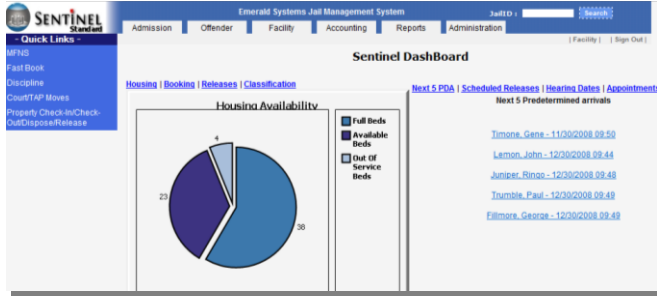 SENTINEL
Standard
Emerald Systems Jail Management System
JailID :
Search
Admission
Offender
Facility
Accounting
Reports
Administration
| Facility | | Sign Out |
- Quick Links -
MFNS
Fast Book
Discipline
Court/TAP Moves
Property Check-In/Check-
Out/Dispose/Release
Sentinel DashBoard
Housing | Booking | Releases | Classification
Housing Availability
4
23
38
Full Beds
Available
Beds
Out Of
Service
Beds
Next 5 PDA | Scheduled Releases | Hearing Dates | Appointments
Next 5 Predetermined arrivals
Timone, Gene - 11/30/2008 09:50
Lemon, John - 12/30/2008 09:44
Juniper, Ringo - 12/30/2008 09:48
Trumble, Paul - 12/30/2008 09:49
Fillmore, George - 12/30/2008 09:49